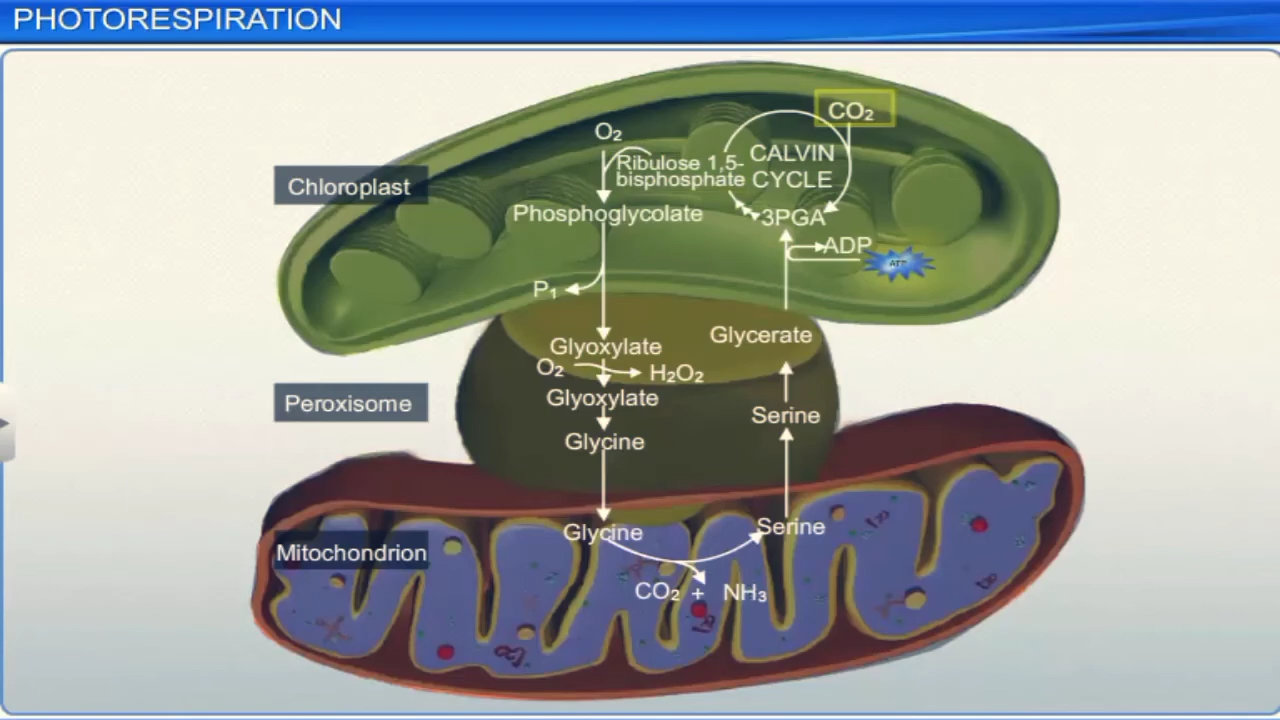 PHOTORESPIRATION
CO₂
O₂
Ribulose 1,5-
bisphosphate
CALVIN
CYCLE
Chloroplast
Phosphoglycolate
3PGA
ADP
ATP
P₁
Glycerate
Glyoxylate
O₂
H₂O₂
Glyoxylate
Peroxisome
Serine
Glycine
Glycine
Serine
Mitochondrion
CO₂ + NH₃